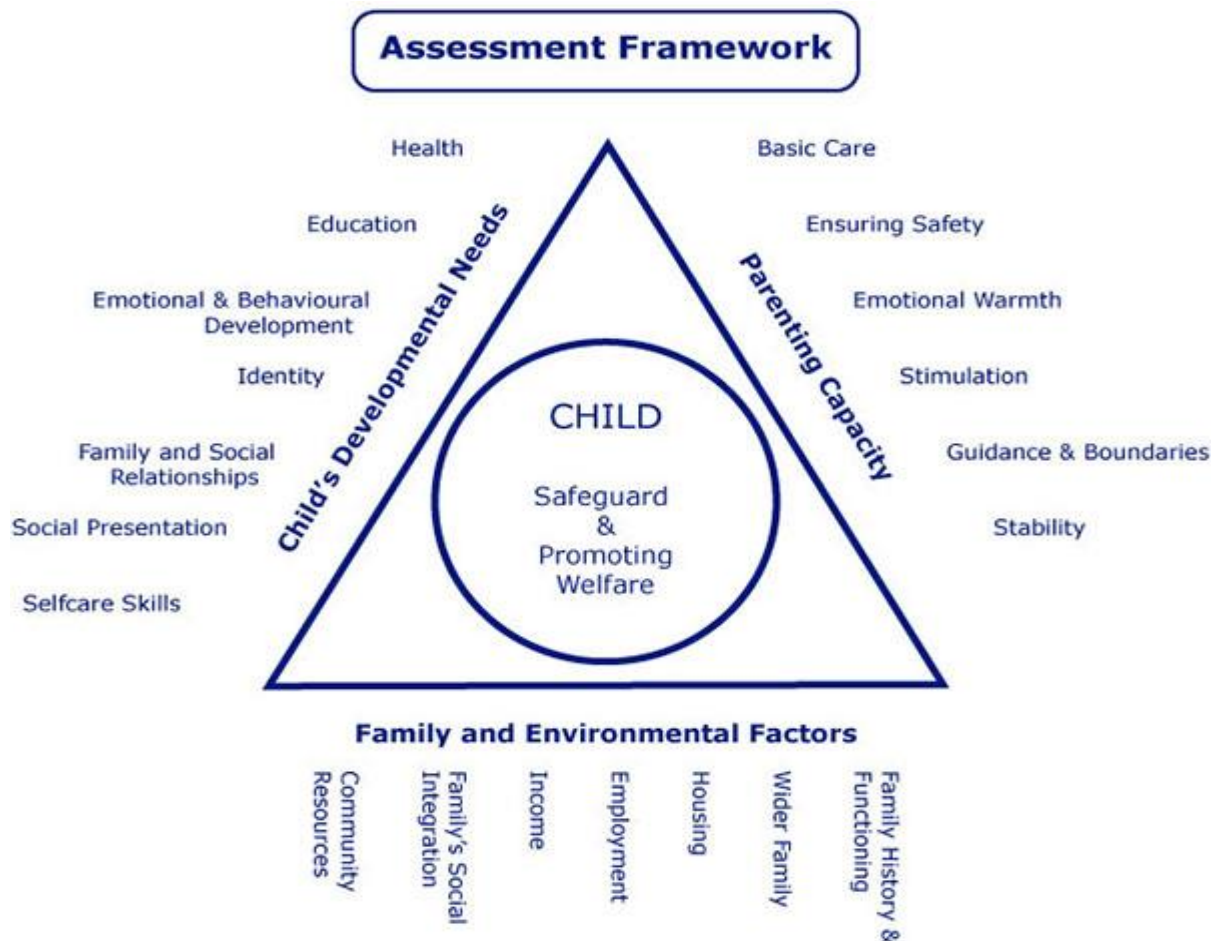 Assessment Framework
Health
Education
Emotional & Behavioural
Development
Identity
Family and Social
Relationships
Social Presentation
Selfcare Skills
Child's Developmental Needs
CHILD
Safeguard
&
Promoting
Welfare
Parenting Capacity
Basic Care
Ensuring Safety
Emotional Warmth
Stimulation
Guidance & Boundaries
Stability
Family and Environmental Factors
Community
Resources
Family's Social
Integration
Income
Employment
Housing
Wider Family
Family History &
Functioning